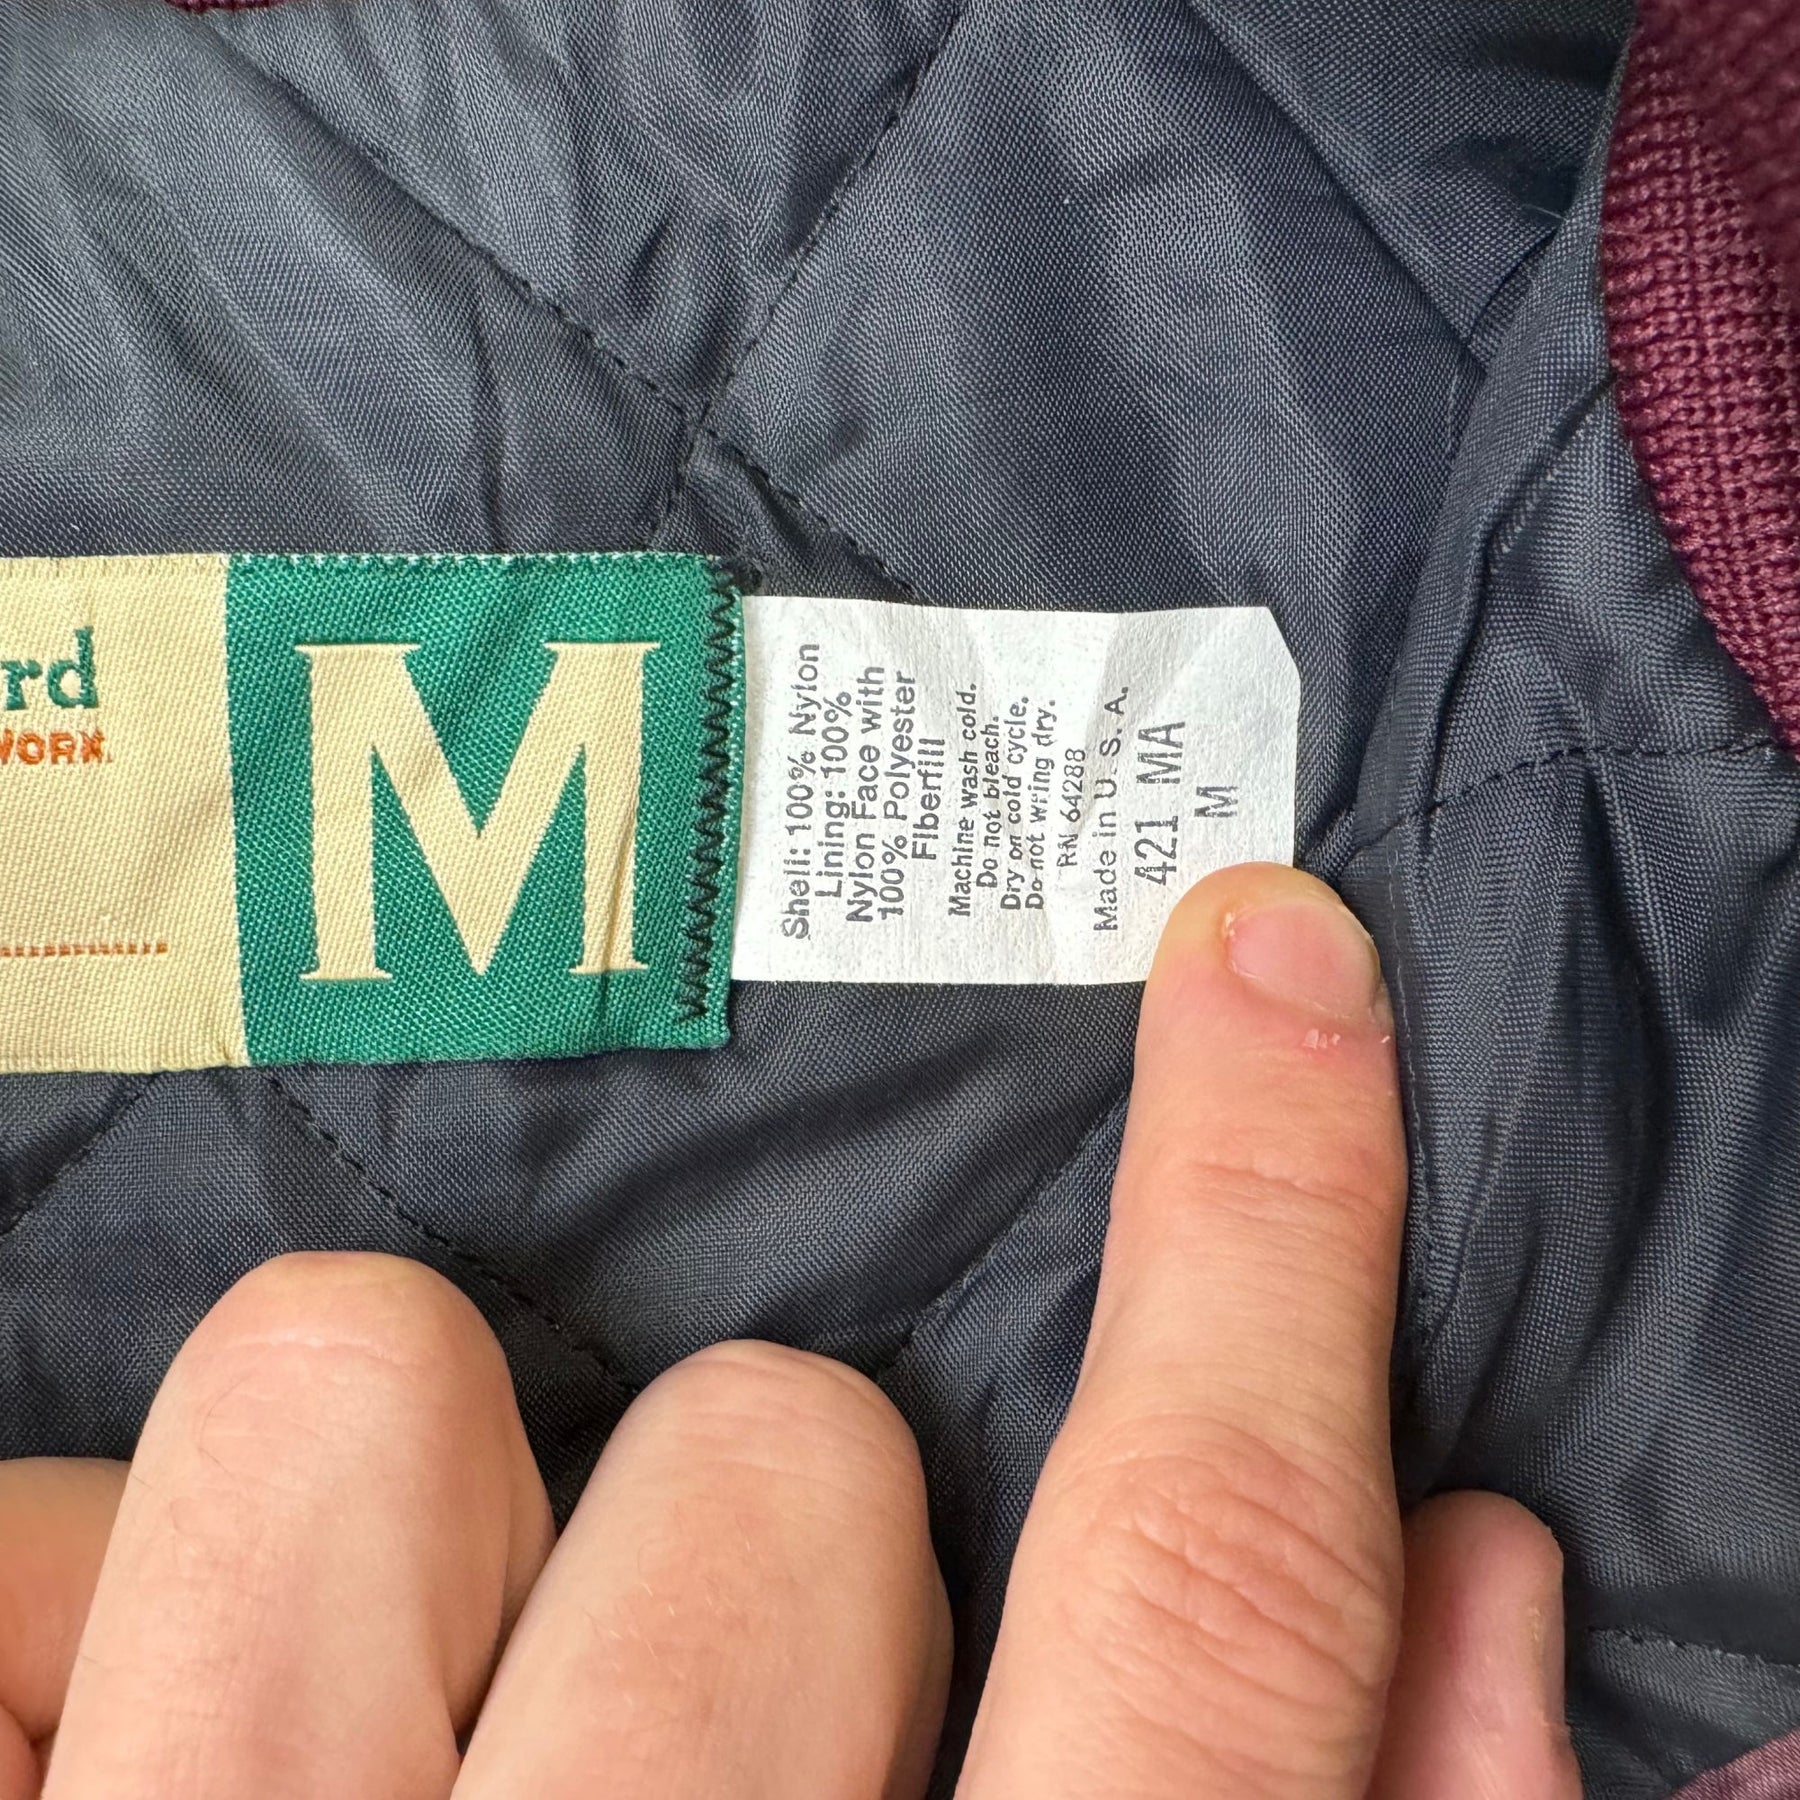 rd
WORK.
M
Shell: 100% Nylon
Lining: 100%
Nylon Face with
100% Polyester
Fiberfill
Machine wash cold.
Do not bleach.
Dry on cold cycle.
Do not wring dry.
RN 64288
Made in U.S.A.
421 MA
M